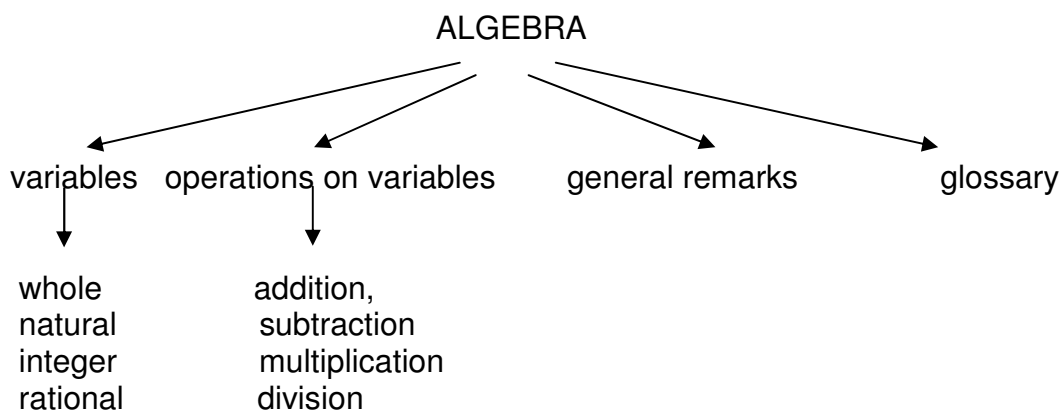 ALGEBRA
variables operations on variables general remarks glossary
whole addition,
natural subtraction
integer multiplication
rational division